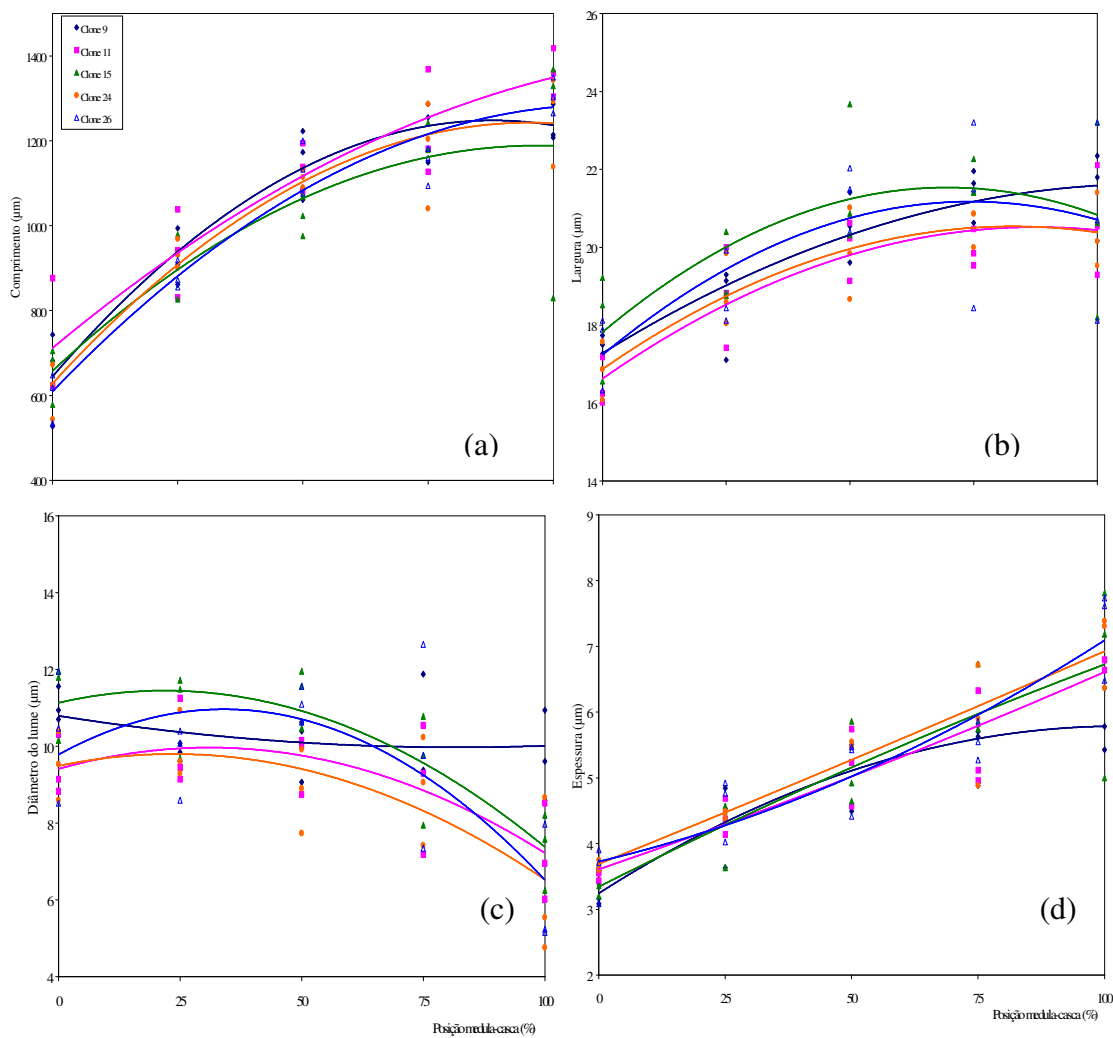 Clone 9
Clone 11
Clone 15
Clone 24
Clone 26
Comprimento (µm)
1400
1200
1000
800
600
400
(a)
Largura (µm)
26
24
22
20
18
16
14
(b)
Diâmetro do lume (µm)
16
14
12
10
8
6
4
(c)
0 25 50 75 100
Posição medula-casca (%)
Espessura (µm)
9
8
7
6
5
4
3
2
(d)
0 25 50 75 100
Posição medula-casca (%)